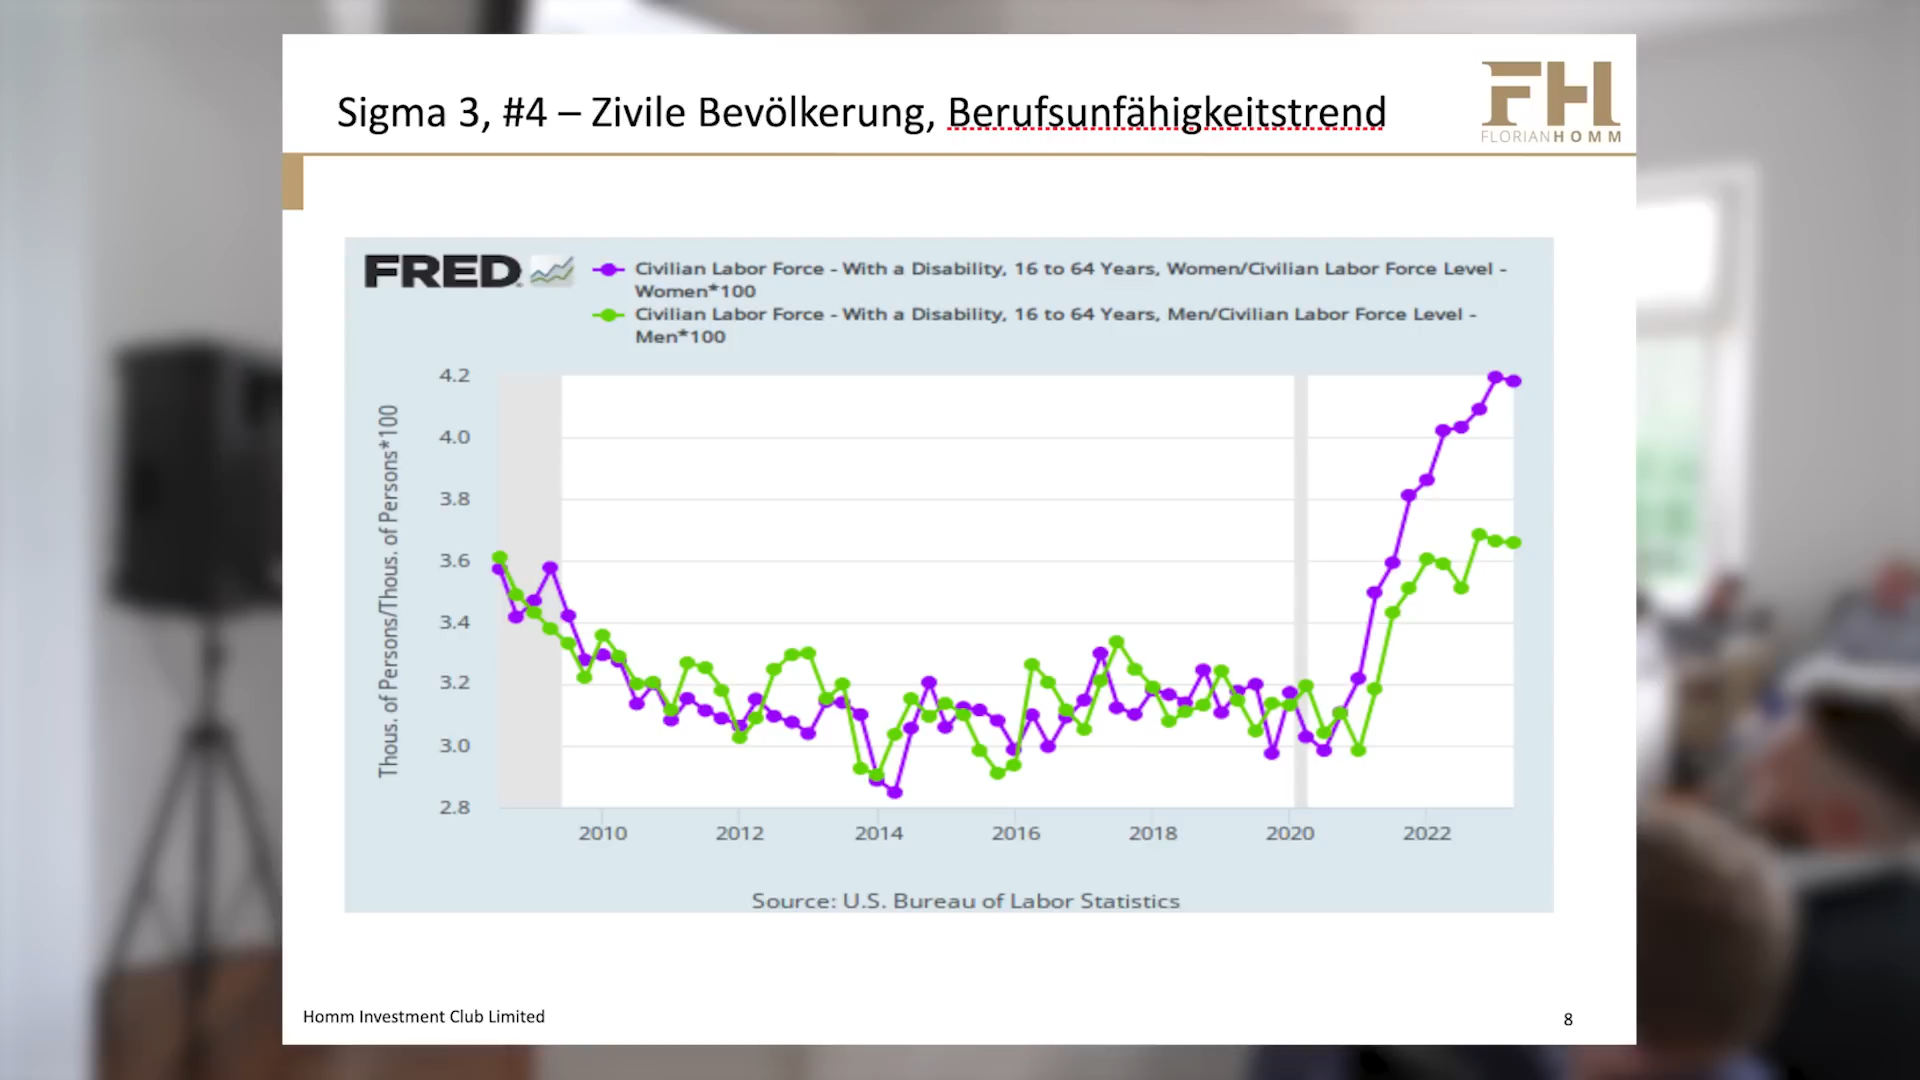 Sigma 3, #4 – Zivile Bevölkerung, Berufsunfähigkeitstrend
FH
FLORIANHOMM
FRED
Civilian Labor Force - With a Disability, 16 to 64 Years, Women/Civilian Labor Force Level -
Women*100
Civilian Labor Force - With a Disability, 16 to 64 Years, Men/Civilian Labor Force Level -
Men*100
Thous. of Persons/Thous. of Persons*100
4.2
4.0
3.8
3.6
3.4
3.2
3.0
2.8
2010 2012 2014 2016 2018 2020 2022
Source: U.S. Bureau of Labor Statistics
Homm Investment Club Limited
8